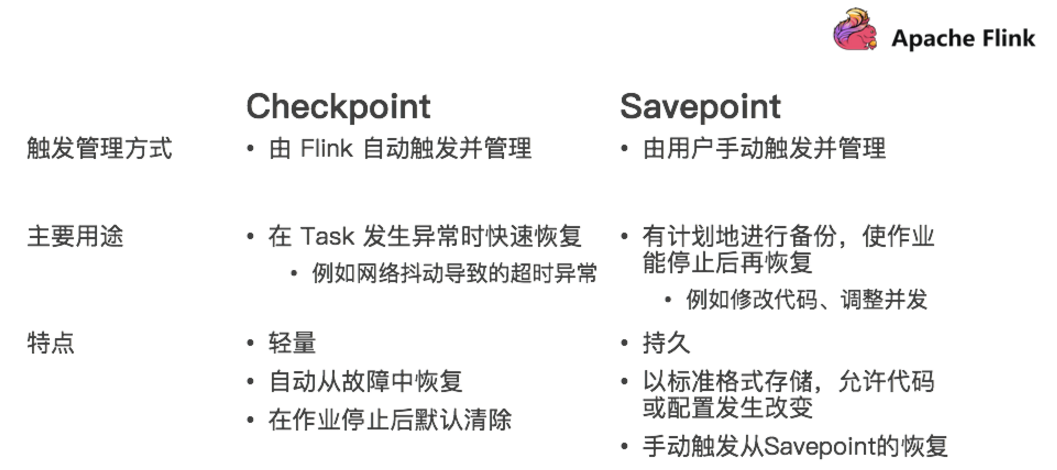 Apache Flink
Checkpoint
Savepoint
触发管理方式
• 由 Flink 自动触发并管理
• 由用户手动触发并管理
主要用途
• 在 Task 发生异常时快速恢复
• 例如网络抖动导致的超时异常
• 有计划地进行备份，使作业
能停止后再恢复
• 例如修改代码、调整并发
特点
• 轻量
• 自动从故障中恢复
• 在作业停止后默认清除
• 持久
• 以标准格式存储，允许代码
或配置发生改变
• 手动触发从Savepoint的恢复